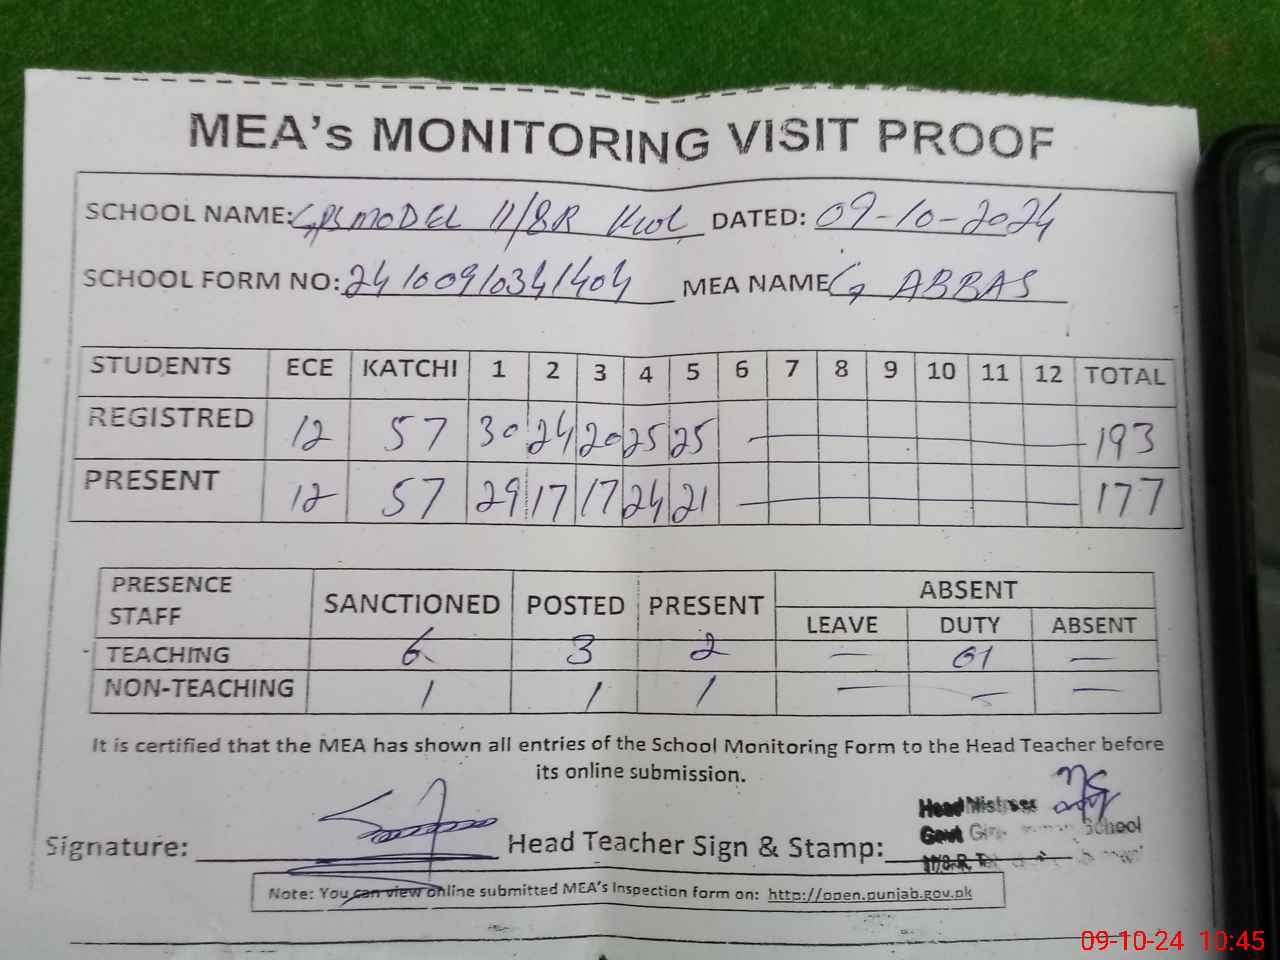 MEA's MONITORING VISIT PROOF
SCHOOL NAME: MODEL 11/8R DATED: 09-10-2024
SCHOOL FORM NO: MEA NAME G ABBAS
STUDENTS ECE KATCHI 1 2 3 4 5 6 7 8 9 10 11 12 TOTAL
REGISTRED 12 57 30 24 20 25 25 — 193
PRESENT 12 57 29 17 17 24 21 — 177
PRESENCE STAFF SANCTIONED POSTED PRESENT ABSENT
LEAVE DUTY ABSENT
TEACHING 6 3 2 — 01 —
NON-TEACHING 1 1 1 — — —
It is certified that the MEA has shown all entries of the School Monitoring Form to the Head Teacher before
its online submission.
Head Mistress
Govt School
Signature: Head Teacher Sign & Stamp:
11/8-R
Note: You can view online submitted MEA's Inspection form on: http://open.punjab.gov.pk
09-10-24 10:45